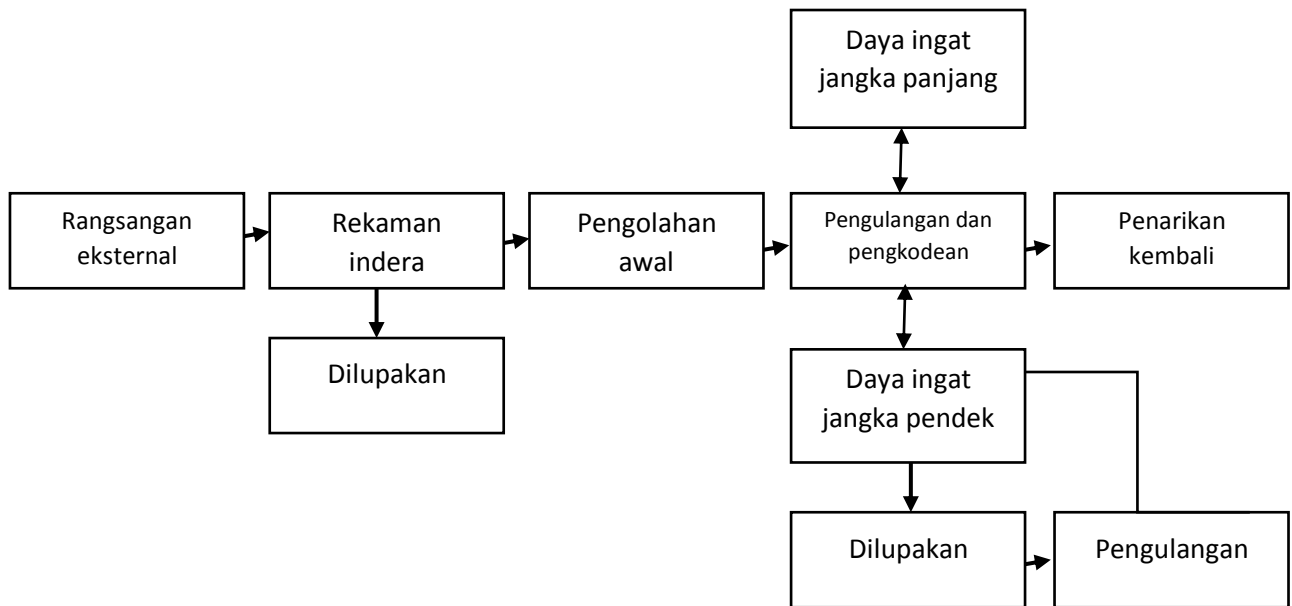 Daya ingat
jangka panjang
Rangsangan
eksternal
Rekaman
indera
Pengolahan
awal
Pengulangan dan
pengkodean
Penarikan
kembali
Dilupakan
Daya ingat
jangka pendek
Dilupakan
Pengulangan